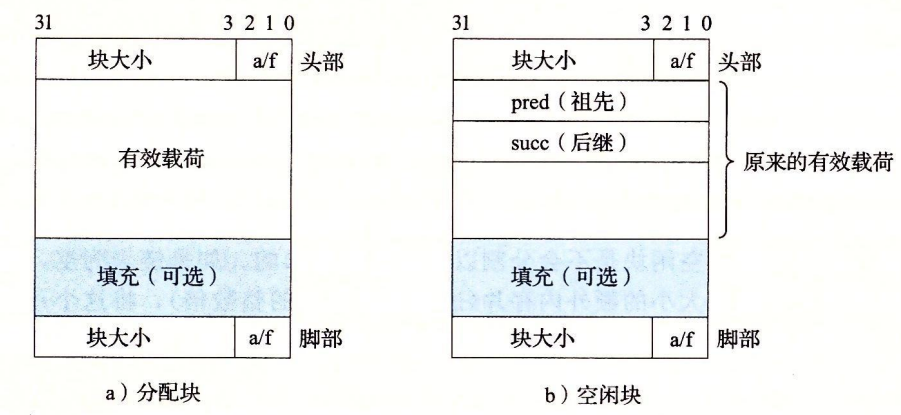 31 3 2 1 0
块大小 a/f 头部
有效载荷
填充（可选）
块大小 a/f 脚部
a）分配块
31 3 2 1 0
块大小 a/f 头部
pred（祖先）
succ（后继）
原来的有效载荷
填充（可选）
块大小 a/f 脚部
b）空闲块